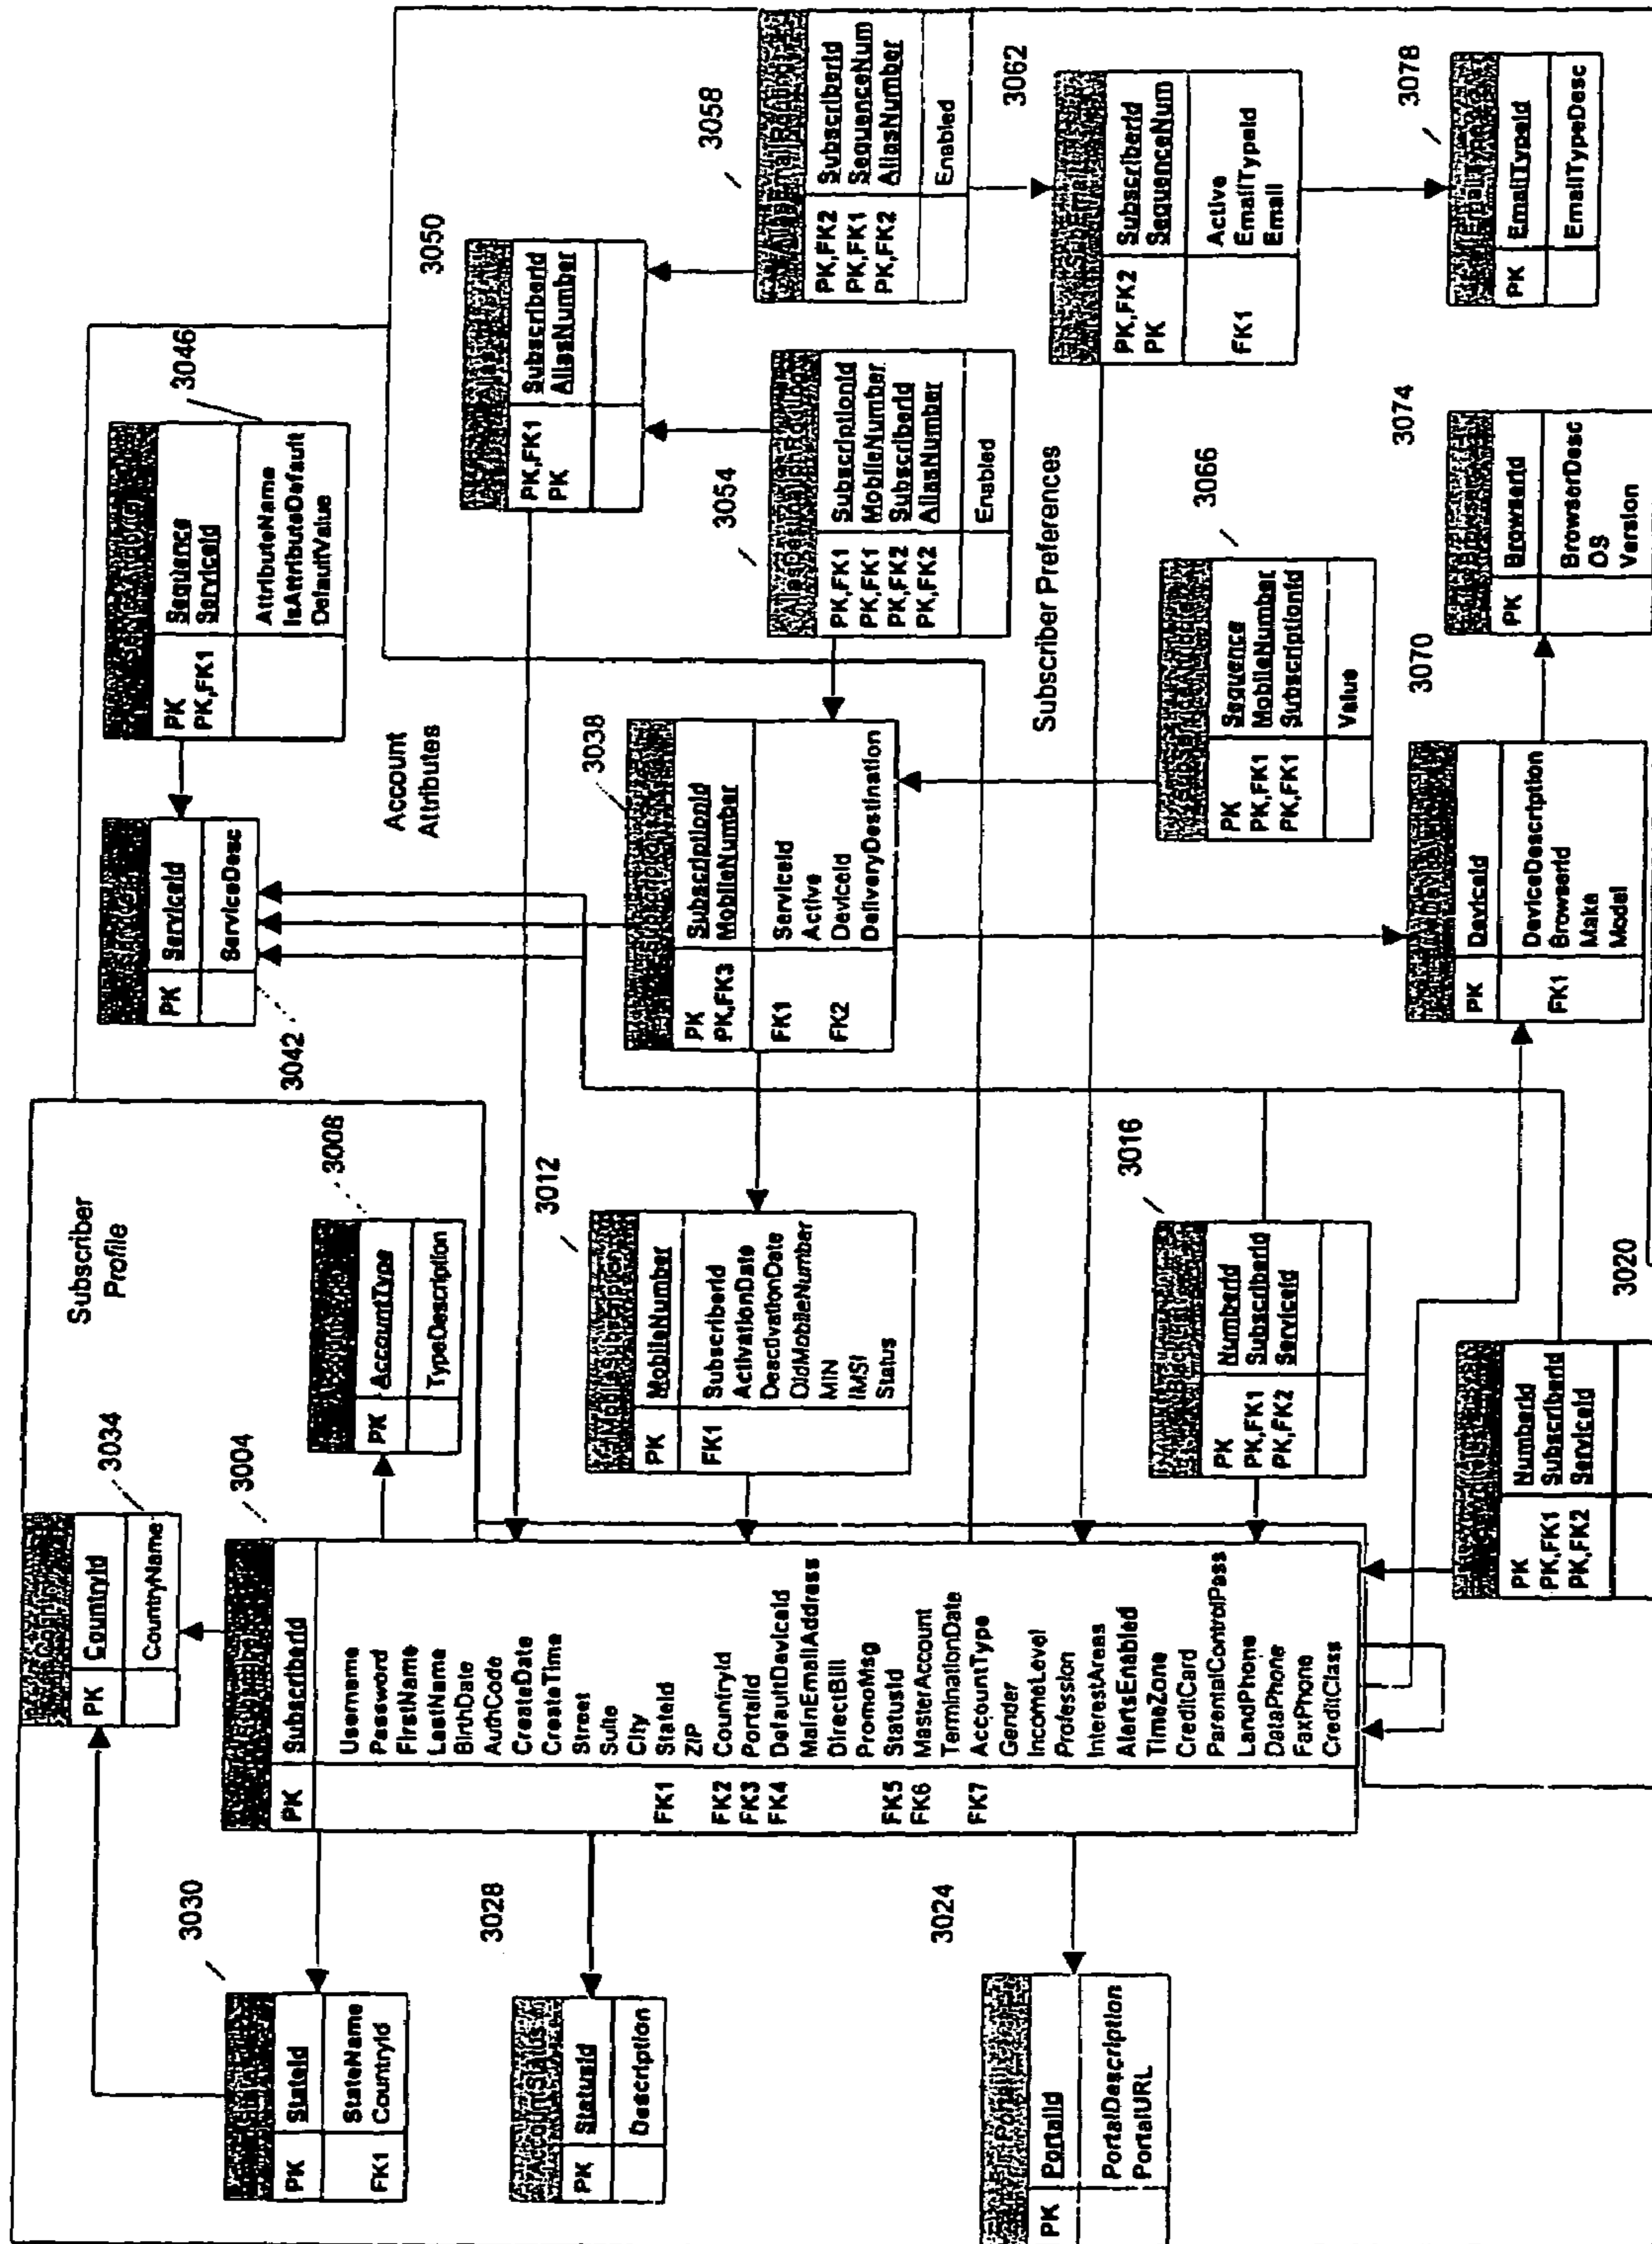 Subscriber
Profile
Account
Attributes
Subscriber Preferences
3030
PK StateId
StateName
FK1 CountryId
3028
AccountStatus
PK StatusId
Description
3024
PK PortalId
PortalDescription
PortalURL
3034
PK CountryId
CountryName
3004
PK SubscriberId
Username
Password
FirstName
LastName
BirthDate
AuthCode
CreateDate
CreateTime
Street
Suite
City
FK1 StateId
ZIP
FK2 CountryId
FK3 PortalId
FK4 DefaultDeviceId
MainEmailAddress
DirectBill
PromoMsg
FK5 StatusId
FK6 MasterAccount
TerminationDate
FK7 AccountType
Gender
IncomeLevel
Profession
InterestAreas
AlertsEnabled
TimeZone
CreditCard
ParentalControlPass
LandPhone
DataPhone
FaxPhone
CreditClass
3008
PK AccountType
TypeDescription
3012
MobileSubscription
PK MobileNumber
FK1 SubscriberId
ActivationDate
DeactivationDate
OldMobileNumber
MIN
IMSI
Status
3016
PK NumberId
PK,FK1 SubscriberId
PK,FK2 ServiceId
3020
PK NumberId
PK,FK1 SubscriberId
PK,FK2 ServiceId
3042
PK ServiceId
ServiceDesc
3046
PK Sequence
PK,FK1 ServiceId
AttributeName
IsAttributeDefault
DefaultValue
3038
PK SubscriptionId
PK,FK3 MobileNumber
FK1 ServiceId
Active
FK2 DeviceId
DeliveryDestination
3050
PK,FK1 SubscriberId
PK AliasNumber
3054
PK,FK1 SubscriptionId
PK,FK1 MobileNumber
PK,FK2 SubscriberId
PK,FK2 AliasNumber
Enabled
3058
PK,FK2 SubscriberId
PK,FK1 SequenceNum
PK,FK2 AliasNumber
Enabled
3062
PK,FK2 SubscriberId
PK SequenceNum
Active
FK1 EmailTypeId
Email
3066
PK Sequence
PK,FK1 MobileNumber
PK,FK1 SubscriptionId
Value
3070
PK DeviceId
DeviceDescription
FK1 BrowserId
Make
Model
3074
PK BrowserId
BrowserDesc
OS
Version
3078
PK EmailTypeId
EmailTypeDesc